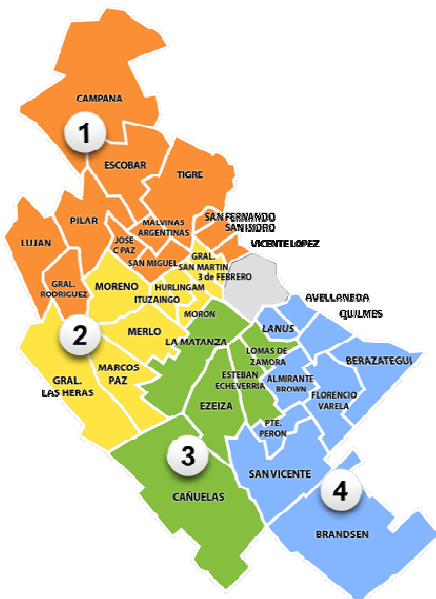 CAMPANA
1
ESCOBAR
TIGRE
PILAR
MALVINAS
ARGENTINAS
SAN FERNANDO
SAN ISIDRO
VICENTE LOPEZ
LUJAN
JOSE
C PAZ
SAN MIGUEL
GRAL.
SAN MARTIN
3 de FEBRERO
GRAL.
RODRIGUEZ
MORENO
HURLINGAM
ITUZAINGO
MORON
AVELLANEDA
QUILMES
2
MERLO
LA MATANZA
LANUS
LOMAS DE
ZAMORA
BERAZATEGUI
MARCOS
PAZ
GRAL.
LAS HERAS
ESTEBAN
ECHEVERRIA
ALMIRANTE
BROWN
FLORENCIO
VARELA
EZEIZA
PTE.
PERON
3
CAÑUELAS
SAN VICENTE
4
BRANDSEN